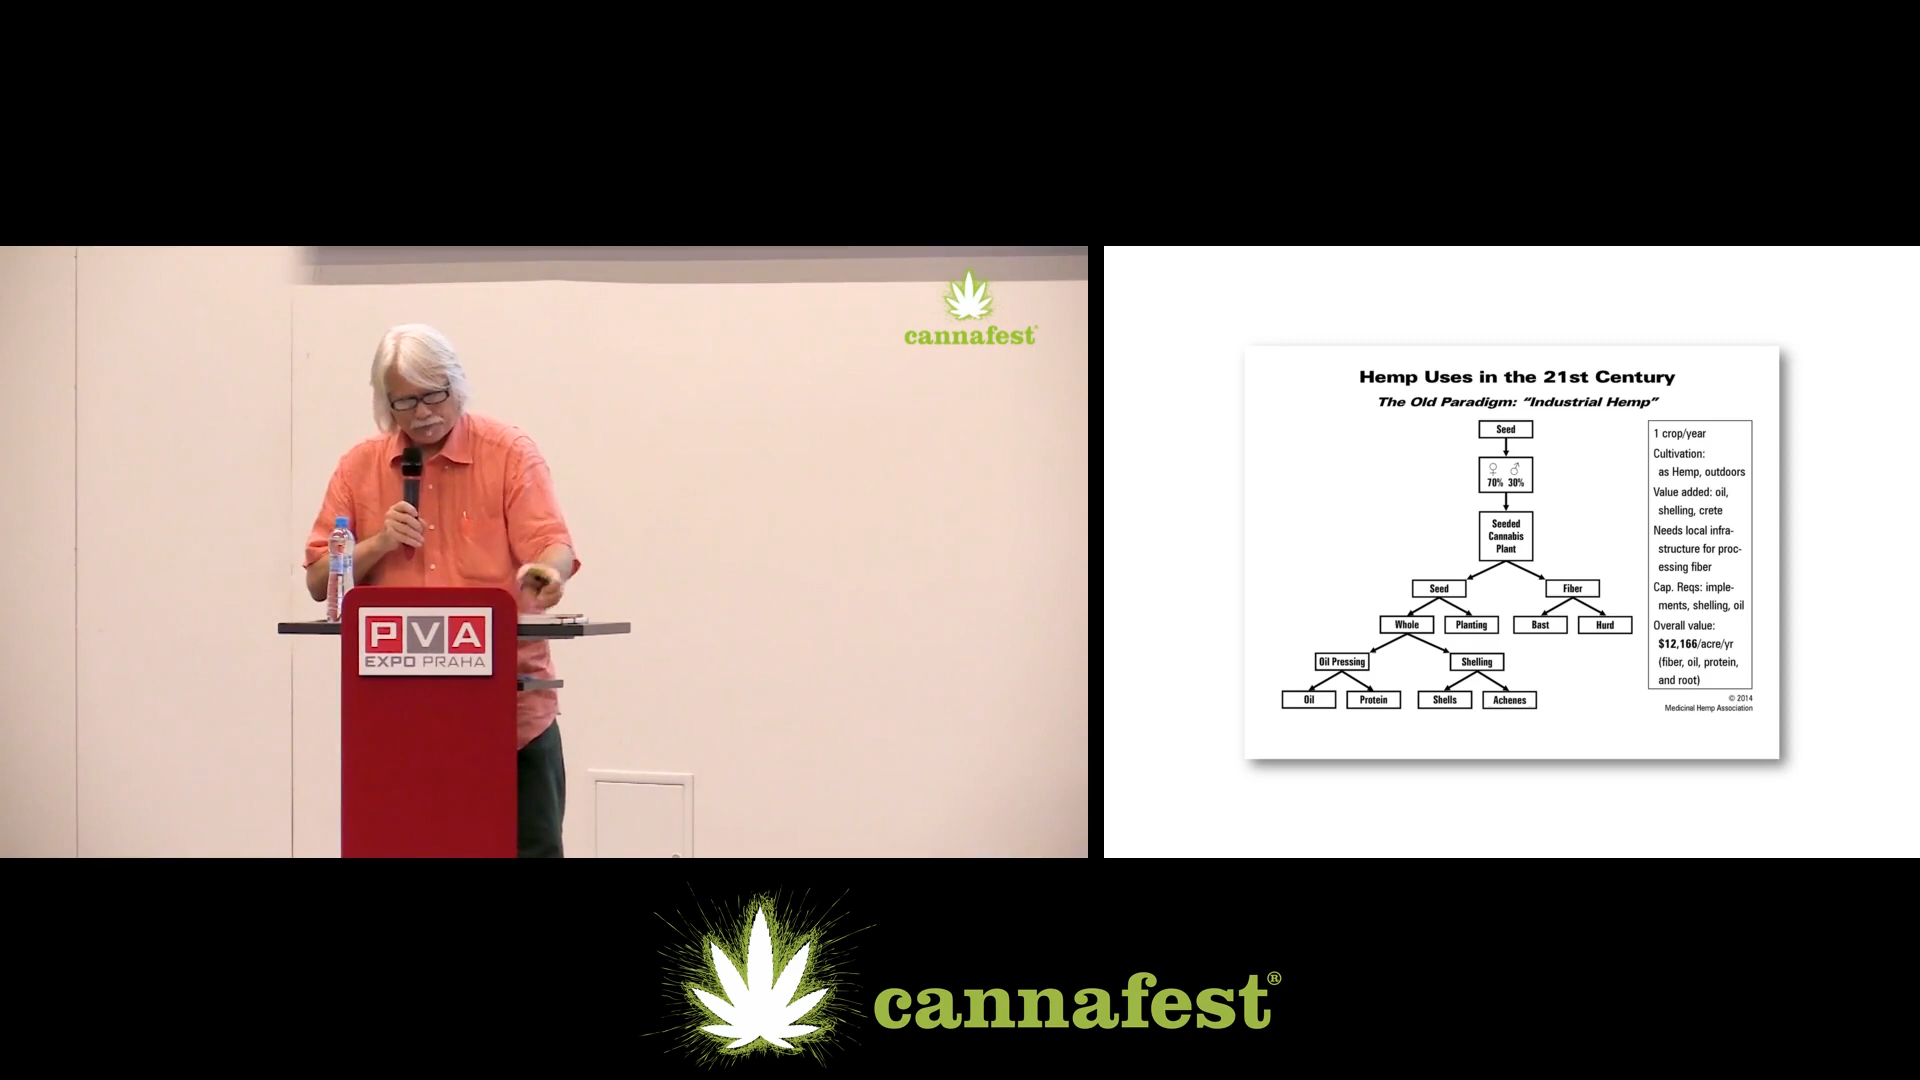 cannafest
PVA
EXPO PRAHA
Hemp Uses in the 21st Century
The Old Paradigm: “Industrial Hemp”
Seed
♀ ♂
70% 30%
Seeded
Cannabis
Plant
Seed
Fiber
Whole
Planting
Bast
Hurd
Oil Pressing
Shelling
Oil
Protein
Shells
Achenes
1 crop/year
Cultivation:
as Hemp, outdoors
Value added: oil,
shelling, crete
Needs local infra-
structure for proc-
essing fiber
Cap. Reqs: imple-
ments, shelling, oil
Overall value:
$12,166/acre/yr
(fiber, oil, protein,
and root)
© 2014
Medicinal Hemp Association
cannafest®